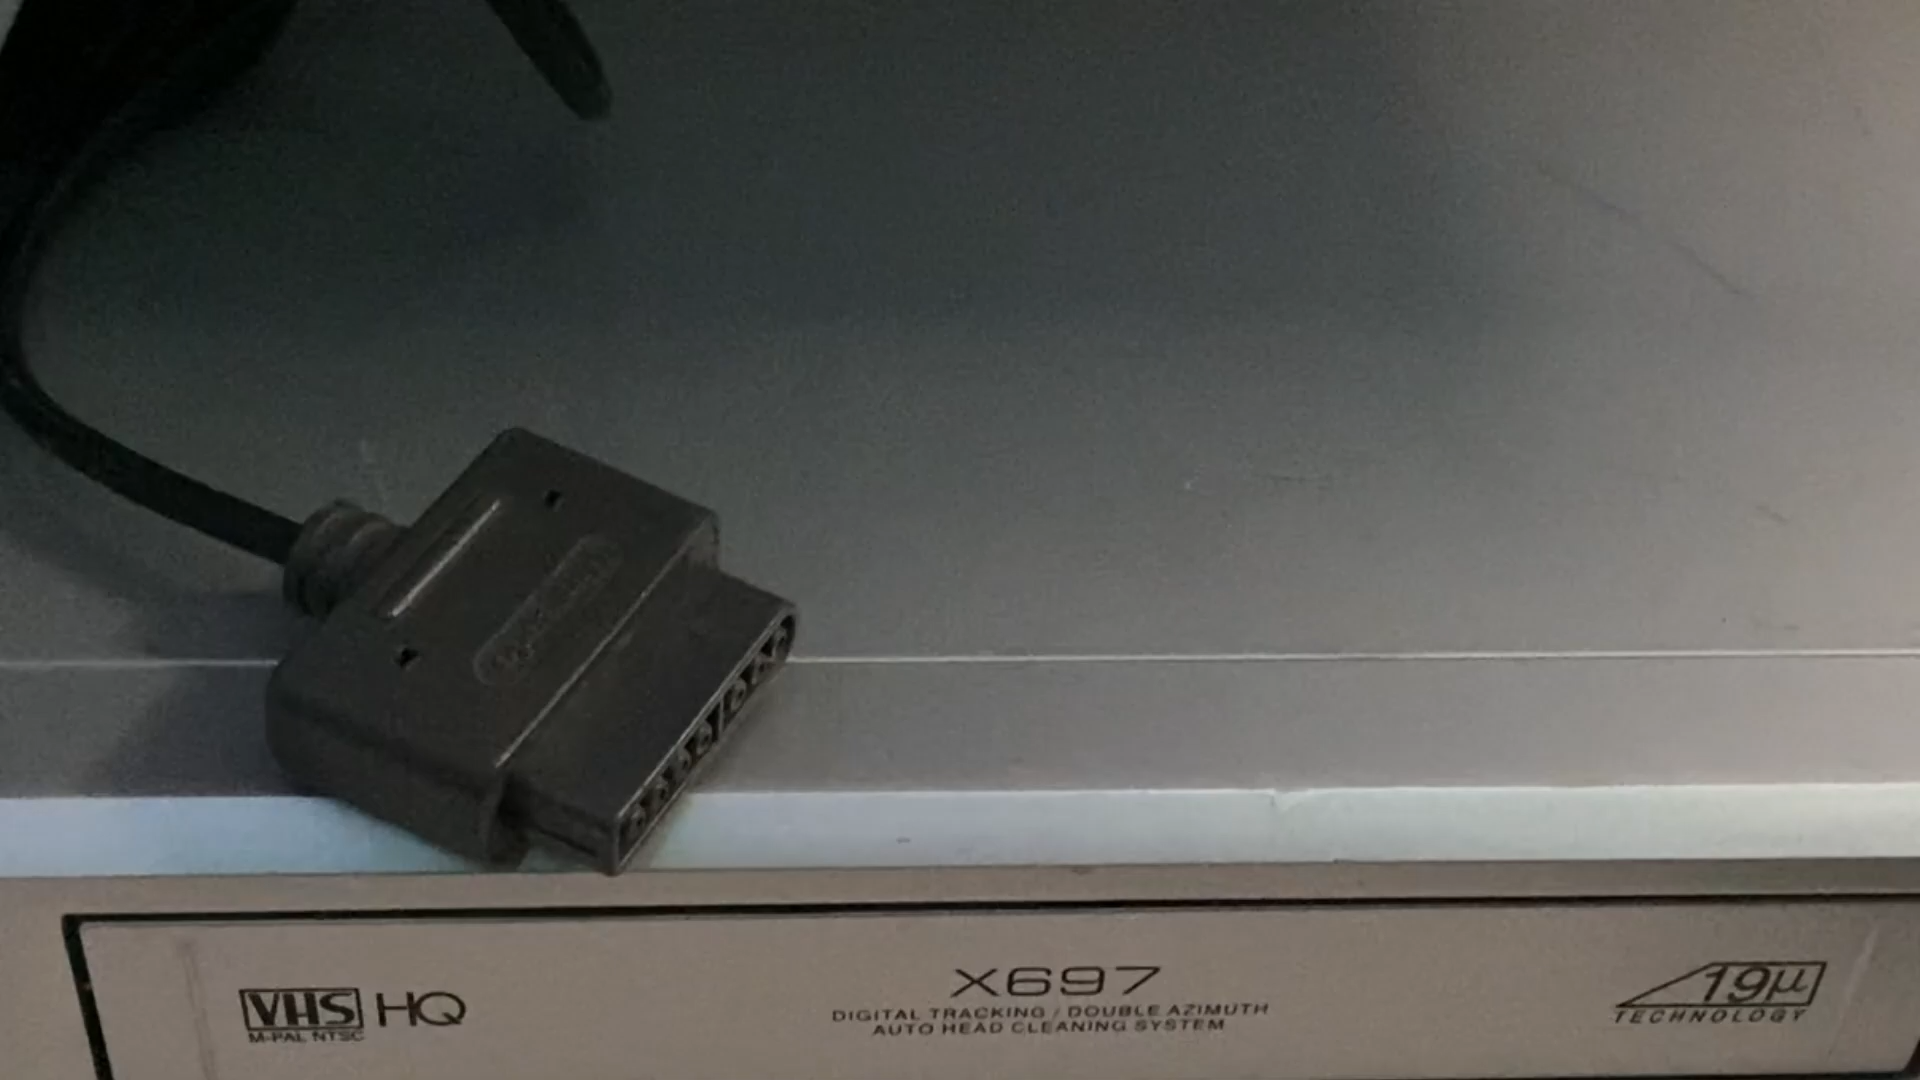 VHS HQ
M-PAL NTSC
X697
DIGITAL TRACKING / DOUBLE AZIMUTH
AUTO HEAD CLEANING SYSTEM
19µ
TECHNOLOGY